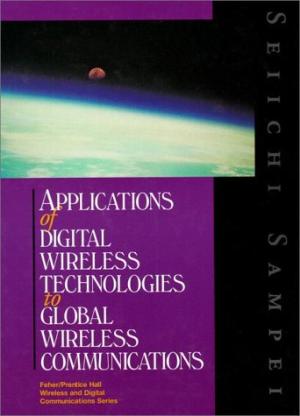 SEIICHI SAMPEI
APPLICATIONS
of
DIGITAL
WIRELESS
TECHNOLOGIES
to
GLOBAL
WIRELESS
COMMUNICATIONS
Feher/Prentice Hall
Wireless and Digital
Communications Series